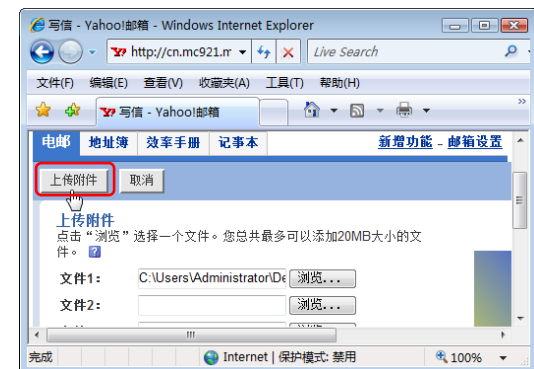 写信 - Yahoo!邮箱 - Windows Internet Explorer
http://cn.mc921.m
Live Search
文件(F) 编辑(E) 查看(V) 收藏夹(A) 工具(T) 帮助(H)
写信 - Yahoo!邮箱
电邮 地址簿 效率手册 记事本 新增功能 - 邮箱设置
上传附件 取消
上传附件
点击“浏览”选择一个文件。您总共最多可以添加20MB大小的文
件。
文件1： C:\Users\Administrator\De 浏览...
文件2： 浏览...
完成 Internet | 保护模式: 禁用 100%